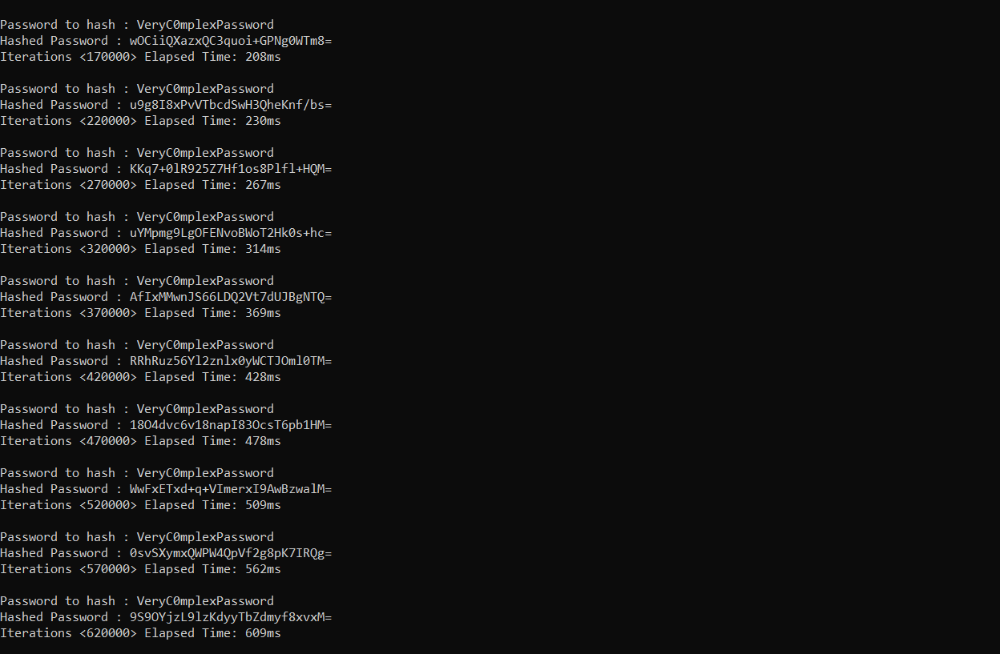 Password to hash : VeryC0mplexPassword
Hashed Password : wOCiiQXazxQC3quoi+GPNg0WTm8=
Iterations <170000> Elapsed Time: 208ms
Password to hash : VeryC0mplexPassword
Hashed Password : u9g8I8xPvVTbcdSwH3QheKnf/bs=
Iterations <220000> Elapsed Time: 230ms
Password to hash : VeryC0mplexPassword
Hashed Password : KKq7+0lR925Z7Hf1os8Plfl+HQM=
Iterations <270000> Elapsed Time: 267ms
Password to hash : VeryC0mplexPassword
Hashed Password : uYMpmg9LgOFENvoBWoT2Hk0s+hc=
Iterations <320000> Elapsed Time: 314ms
Password to hash : VeryC0mplexPassword
Hashed Password : AfIxMMwnJS66LDQ2Vt7dUJBgNTQ=
Iterations <370000> Elapsed Time: 369ms
Password to hash : VeryC0mplexPassword
Hashed Password : RRhRuz56Yl2znlx0yWCTJOml0TM=
Iterations <420000> Elapsed Time: 428ms
Password to hash : VeryC0mplexPassword
Hashed Password : 18O4dvc6v18napI83OcsT6pb1HM=
Iterations <470000> Elapsed Time: 478ms
Password to hash : VeryC0mplexPassword
Hashed Password : WwFxETxd+q+VImerxI9AwBzwalM=
Iterations <520000> Elapsed Time: 509ms
Password to hash : VeryC0mplexPassword
Hashed Password : 0svSXymxQWPW4QpVf2g8pK7IRQg=
Iterations <570000> Elapsed Time: 562ms
Password to hash : VeryC0mplexPassword
Hashed Password : 9S9OYjzL9lzKdyyTbZdmyf8xvxM=
Iterations <620000> Elapsed Time: 609ms